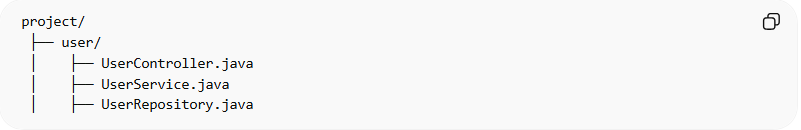 project/
├── user/
│   ├── UserController.java
│   ├── UserService.java
│   ├── UserRepository.java